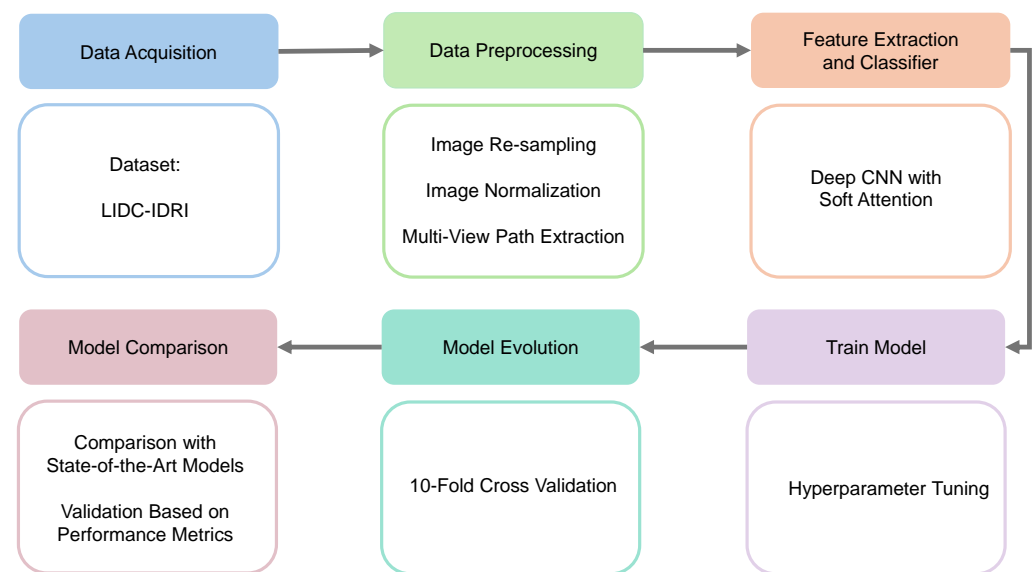 Data Acquisition
Dataset:
LIDC-IDRI
Data Preprocessing
Image Re-sampling
Image Normalization
Multi-View Path Extraction
Feature Extraction
and Classifier
Deep CNN with
Soft Attention
Train Model
Hyperparameter Tuning
Model Evolution
10-Fold Cross Validation
Model Comparison
Comparison with
State-of-the-Art Models
Validation Based on
Performance Metrics